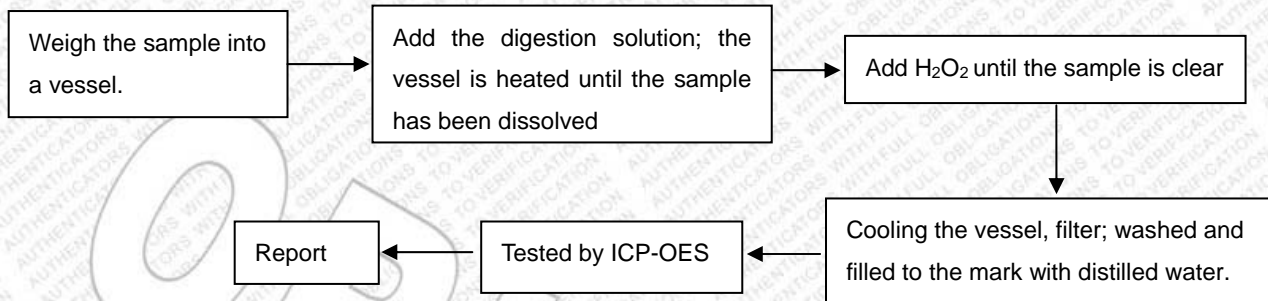 Weigh the sample into
a vessel.
Add the digestion solution; the
vessel is heated until the sample
has been dissolved
Add H₂O₂ until the sample is clear
Cooling the vessel, filter; washed and
filled to the mark with distilled water.
Tested by ICP-OES
Report